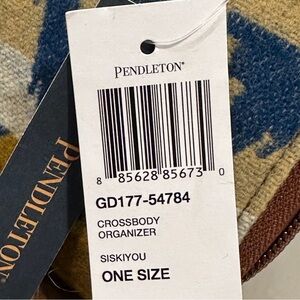 PENDLETON®
8 85628 85673 0
GD177-54784
CROSSBODY
ORGANIZER
SISKIYOU
ONE SIZE
PENDLETON